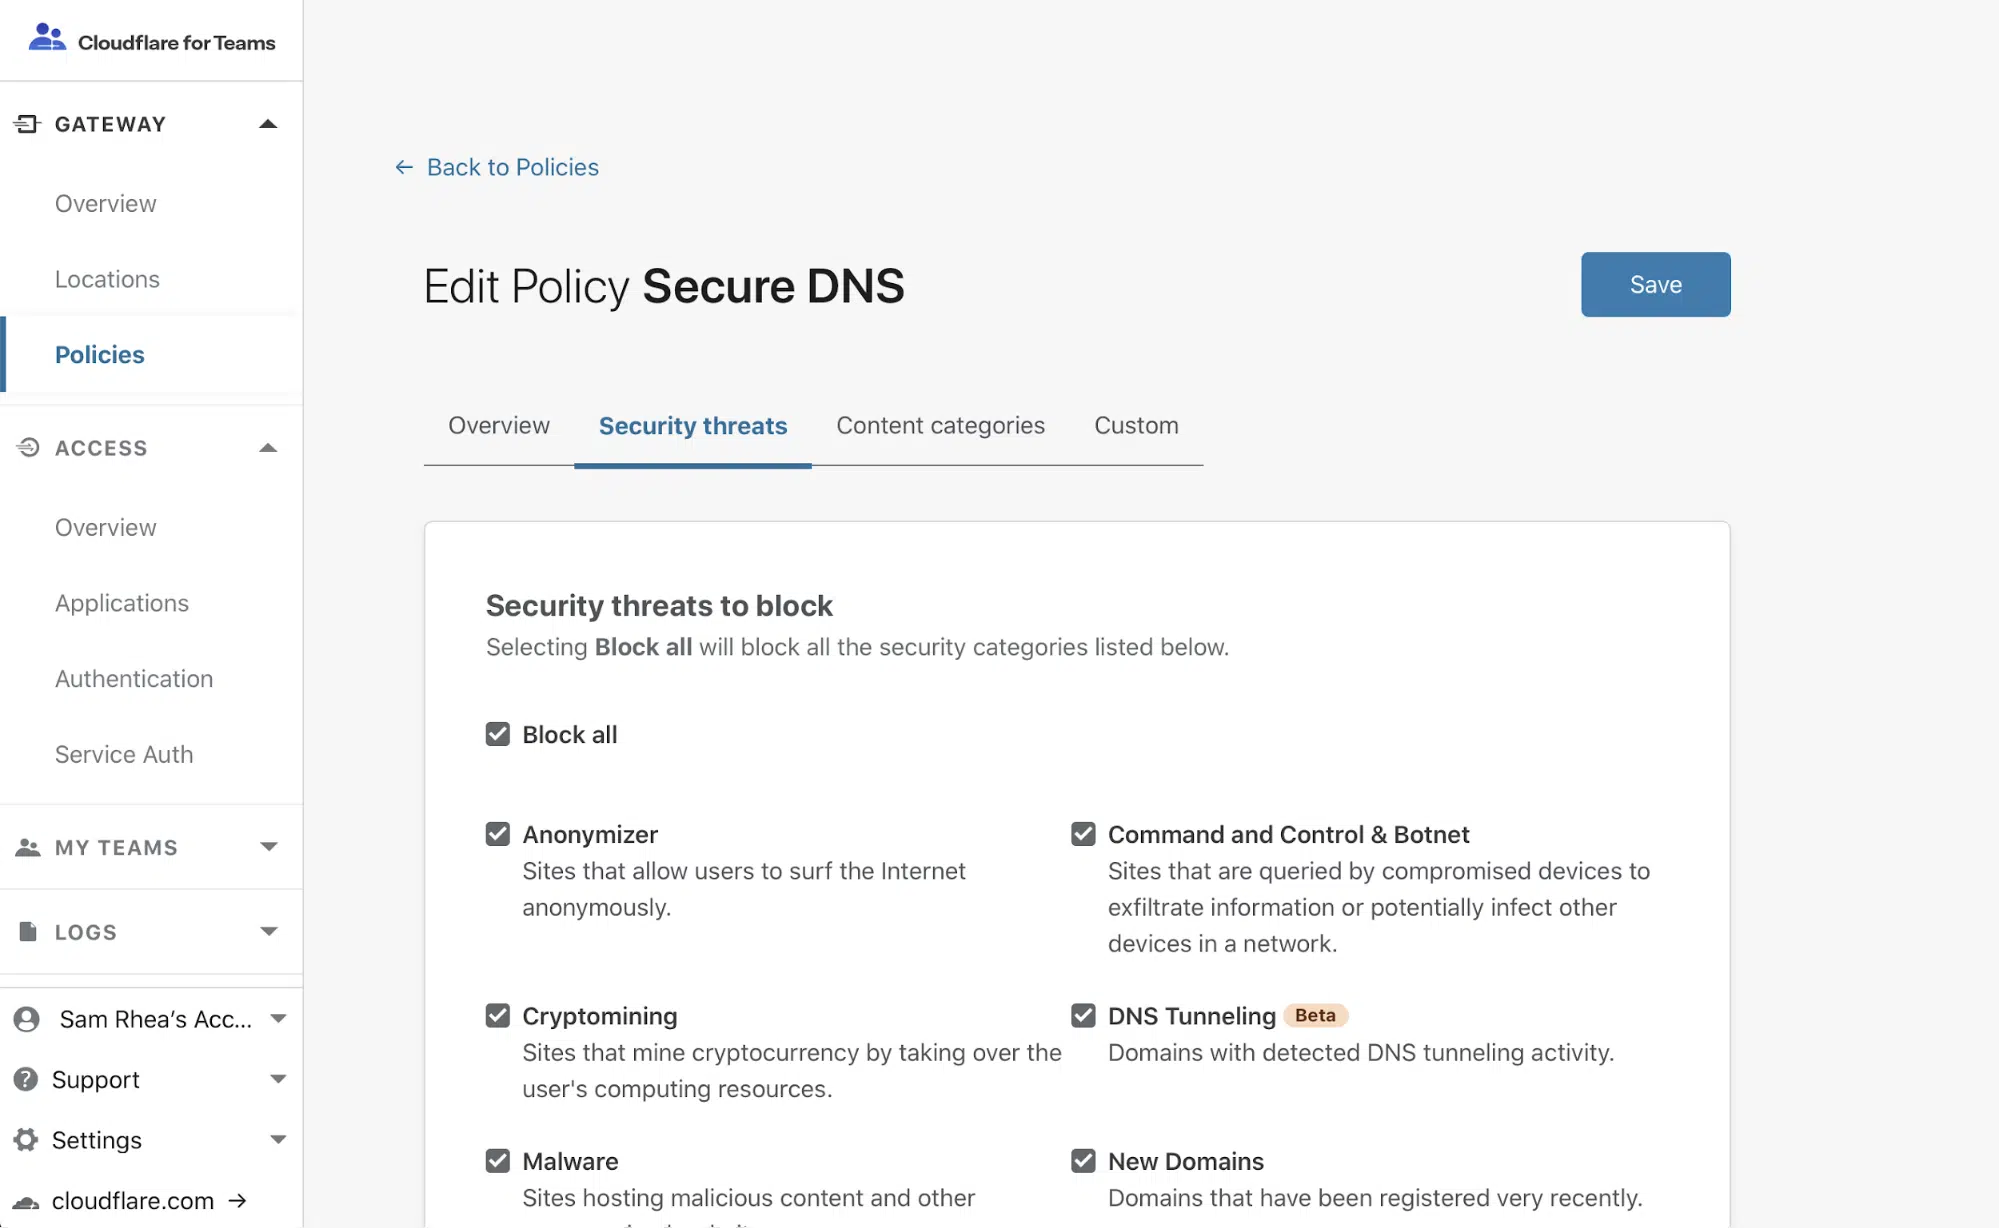 Cloudflare for Teams
GATEWAY
Overview
Locations
Policies
ACCESS
Overview
Applications
Authentication
Service Auth
MY TEAMS
LOGS
Sam Rhea's Acc...
Support
Settings
cloudflare.com →
← Back to Policies
Edit Policy Secure DNS
Save
Overview
Security threats
Content categories
Custom
Security threats to block
Selecting Block all will block all the security categories listed below.
Block all
Anonymizer
Sites that allow users to surf the Internet
anonymously.
Command and Control & Botnet
Sites that are queried by compromised devices to
exfiltrate information or potentially infect other
devices in a network.
Cryptomining
Sites that mine cryptocurrency by taking over the
user's computing resources.
DNS Tunneling Beta
Domains with detected DNS tunneling activity.
Malware
Sites hosting malicious content and other
New Domains
Domains that have been registered very recently.